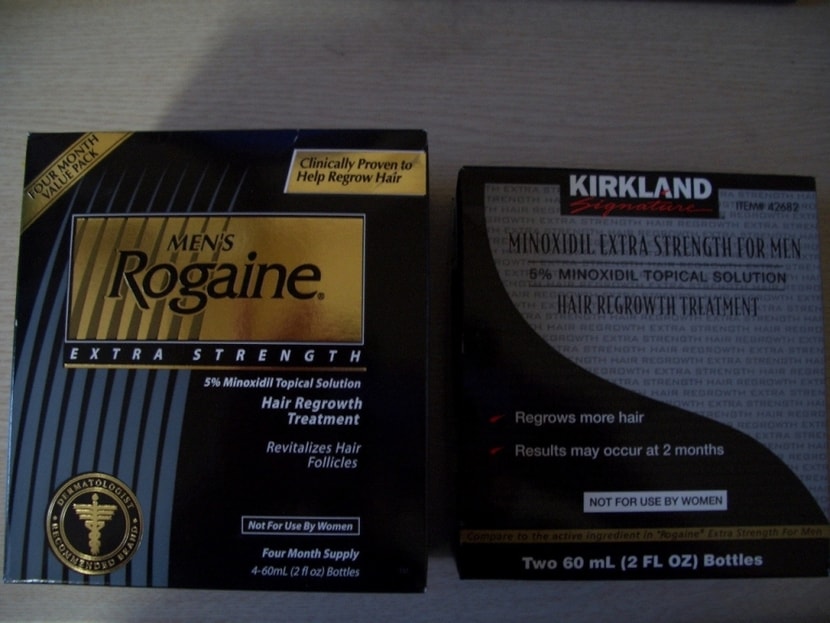 FOUR MONTH
VALUE PACK
Clinically Proven to
Help Regrow Hair
MEN'S
Rogaine®
EXTRA STRENGTH
5% Minoxidil Topical Solution
Hair Regrowth
Treatment
Revitalizes Hair
Follicles
DERMATOLOGIST
RECOMMENDED BRAND
Not For Use By Women
Four Month Supply
4-60mL (2 fl oz) Bottles
KIRKLAND
Signature
ITEM# 42682
MINOXIDIL EXTRA STRENGTH FOR MEN
5% MINOXIDIL TOPICAL SOLUTION
HAIR REGROWTH TREATMENT
Regrows more hair
Results may occur at 2 months
NOT FOR USE BY WOMEN
Compare to the active ingredient in "Rogaine® Extra Strength For Men
Two 60 mL (2 FL OZ) Bottles